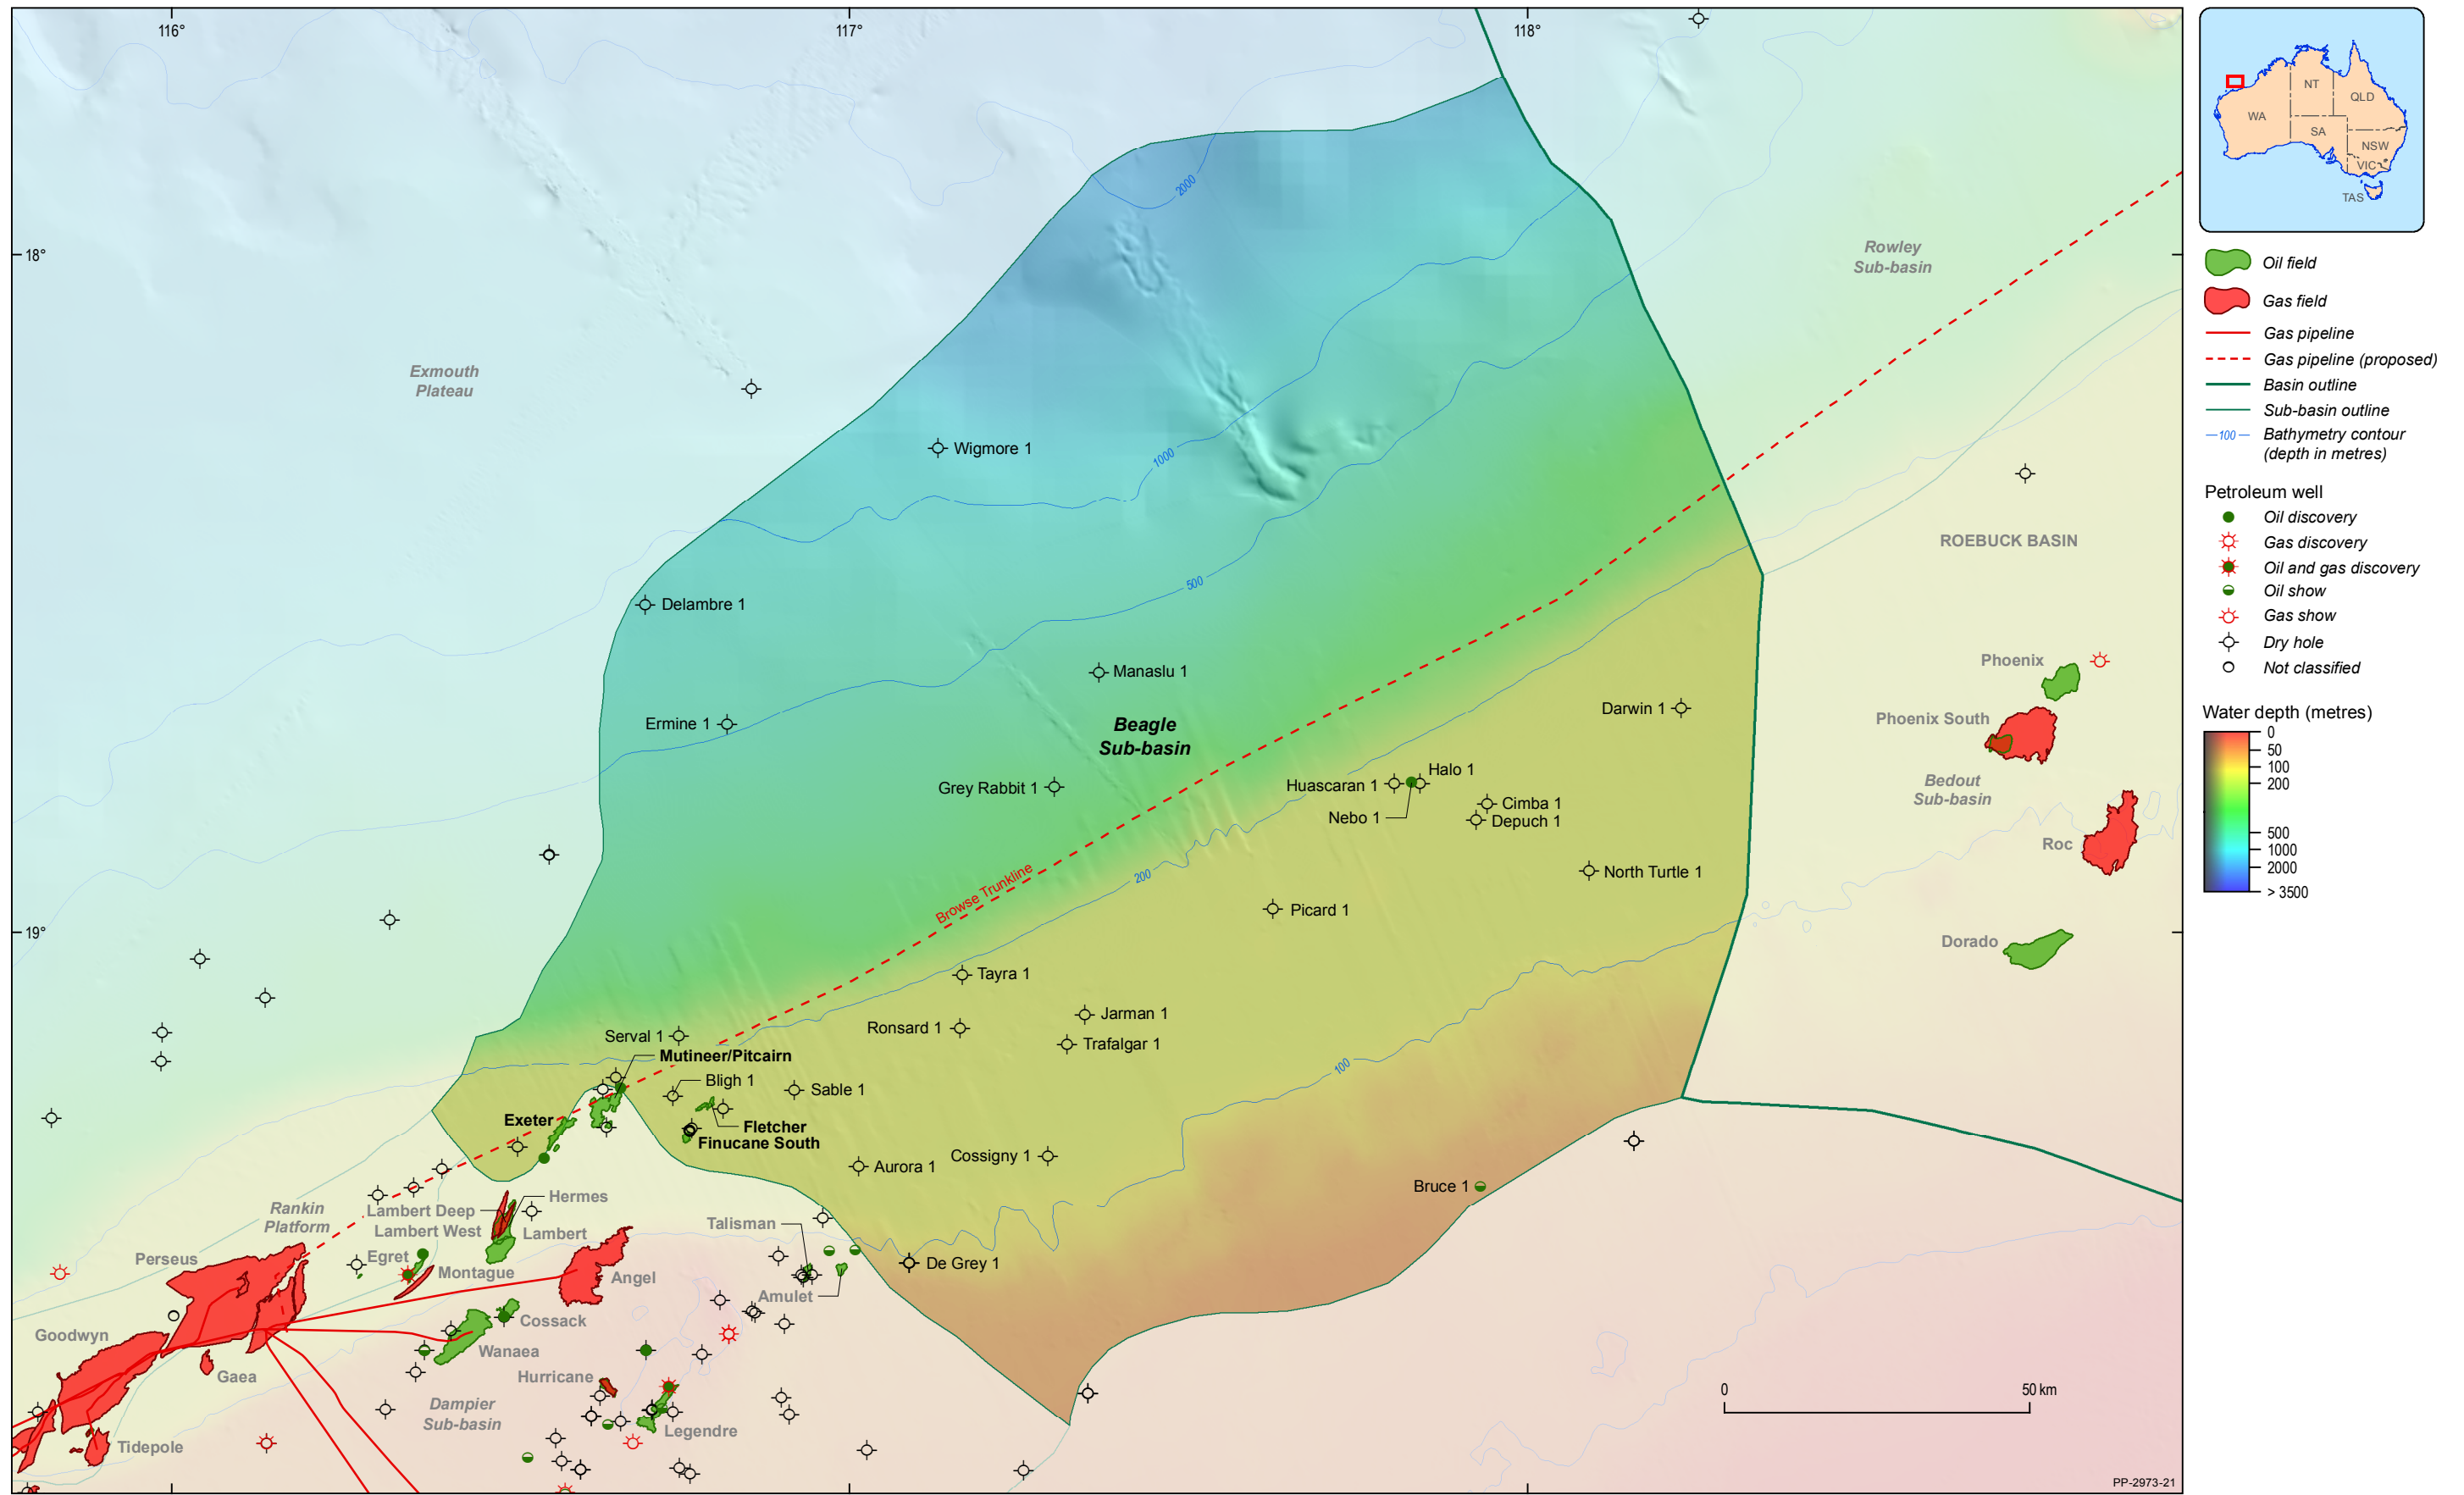 116°
117°
118°
18°
19°
Exmouth
Plateau
Rowley
Sub-basin
2000
1000
500
200
100
Wigmore 1
Delambre 1
Ermine 1
Manaslu 1
Beagle
Sub-basin
Grey Rabbit 1
Darwin 1
Huascaran 1
Halo 1
Nebo 1
Cimba 1
Depuch 1
North Turtle 1
Picard 1
Browse Trunkline
Tayra 1
Ronsard 1
Jarman 1
Trafalgar 1
Serval 1
Mutineer/Pitcairn
Bligh 1
Sable 1
Exeter
Fletcher
Finucane South
Aurora 1
Cossigny 1
Bruce 1
De Grey 1
ROEBUCK BASIN
Phoenix
Phoenix South
Bedout
Sub-basin
Roc
Dorado
Rankin
Platform
Hermes
Lambert Deep
Lambert West
Lambert
Talisman
Perseus
Egret
Montague
Angel
Amulet
Goodwyn
Cossack
Wanaea
Gaea
Hurricane
Dampier
Sub-basin
Legendre
Tidepole
0
50 km
PP-2973-21
WA
NT
QLD
SA
NSW
VIC
TAS
Oil field
Gas field
Gas pipeline
Gas pipeline (proposed)
Basin outline
Sub-basin outline
100
Bathymetry contour
(depth in metres)
Petroleum well
Oil discovery
Gas discovery
Oil and gas discovery
Oil show
Gas show
Dry hole
Not classified
Water depth (metres)
0
50
100
200
500
1000
2000
> 3500